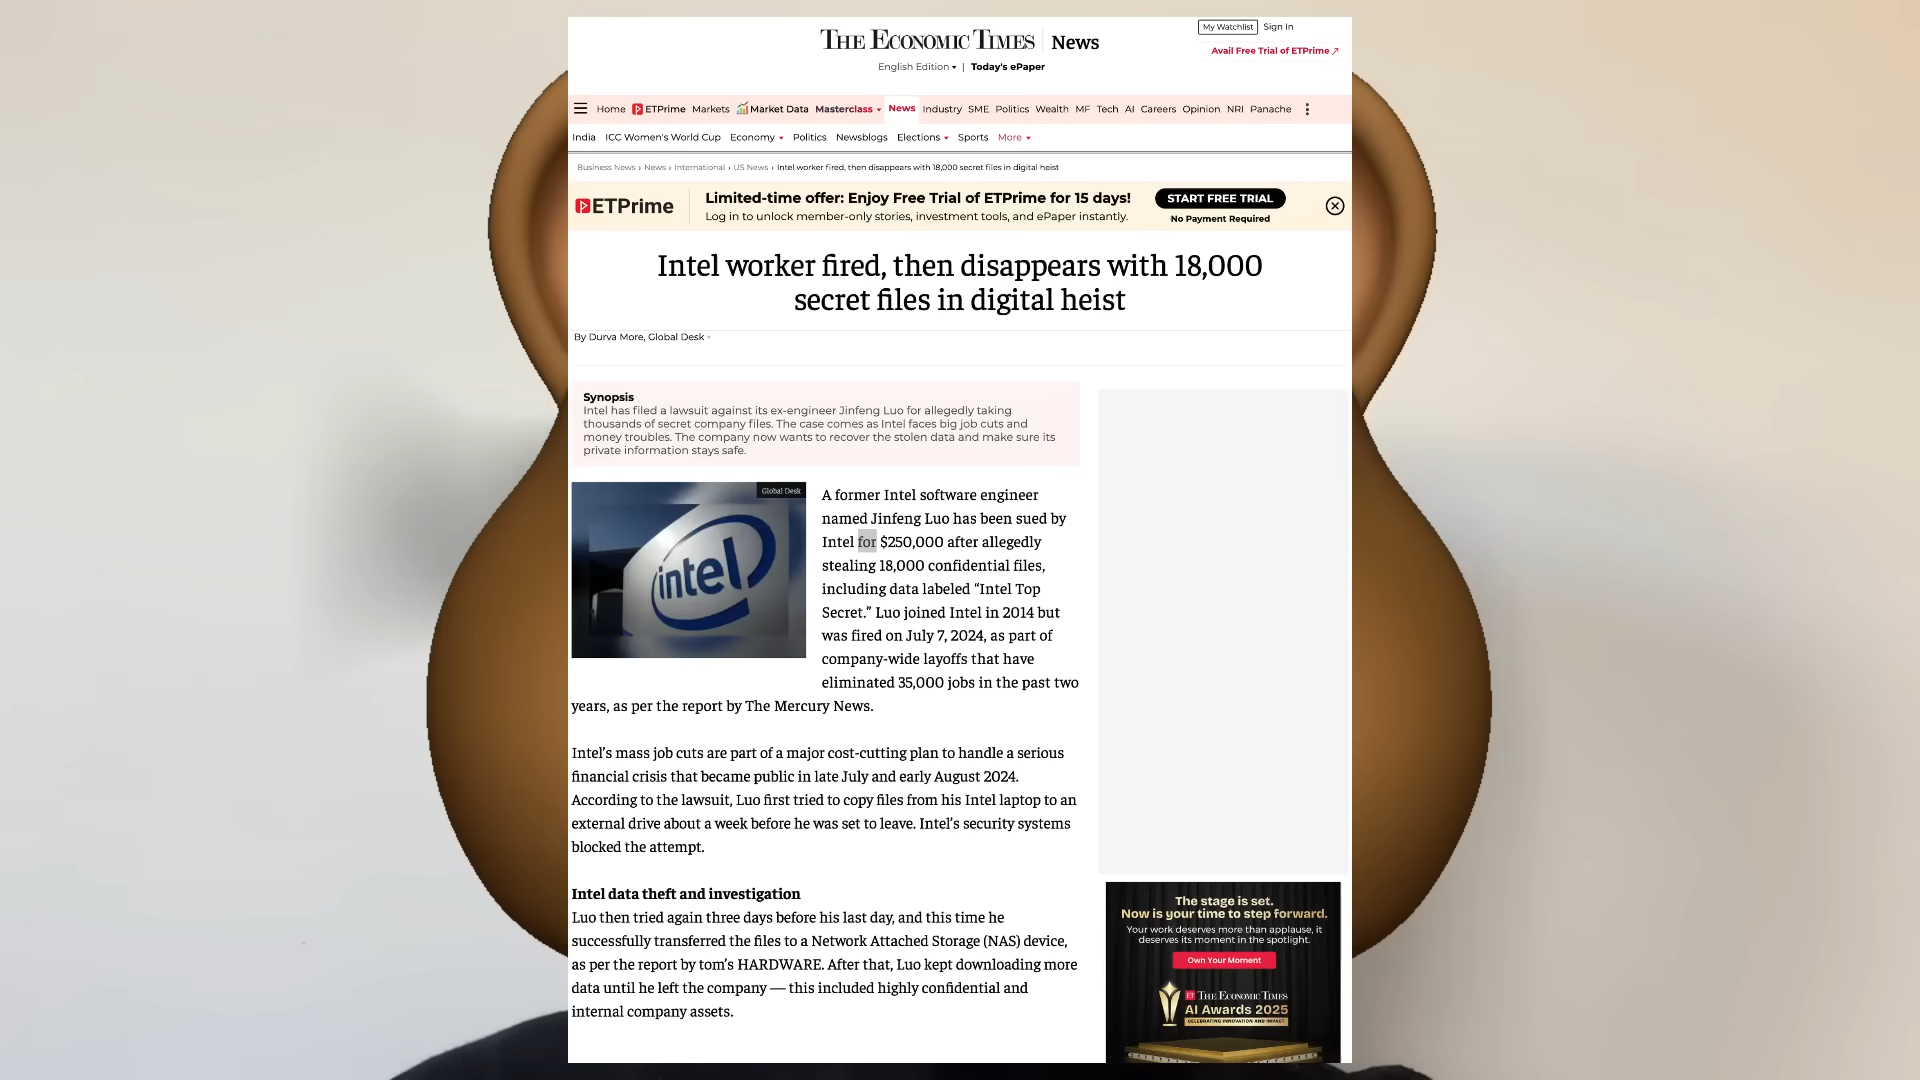 THE ECONOMIC TIMES | News
My Watchlist Sign In
Avail Free Trial of ETPrime ↗
English Edition ▾ | Today's ePaper
Home ETPrime Markets Market Data Masterclass News Industry SME Politics Wealth MF Tech AI Careers Opinion NRI Panache
India ICC Women's World Cup Economy Politics Newsblogs Elections Sports More
Business News › News › International › US News › Intel worker fired, then disappears with 18,000 secret files in digital heist
ETPrime
Limited-time offer: Enjoy Free Trial of ETPrime for 15 days!
Log in to unlock member-only stories, investment tools, and ePaper instantly.
START FREE TRIAL
No Payment Required
Intel worker fired, then disappears with 18,000
secret files in digital heist
By Durva More, Global Desk
Synopsis
Intel has filed a lawsuit against its ex-engineer Jinfeng Luo for allegedly taking
thousands of secret company files. The case comes as Intel faces big job cuts and
money troubles. The company now wants to recover the stolen data and make sure its
private information stays safe.
Global Desk
intel
A former Intel software engineer
named Jinfeng Luo has been sued by
Intel for $250,000 after allegedly
stealing 18,000 confidential files,
including data labeled “Intel Top
Secret.” Luo joined Intel in 2014 but
was fired on July 7, 2024, as part of
company-wide layoffs that have
eliminated 35,000 jobs in the past two
years, as per the report by The Mercury News.
Intel’s mass job cuts are part of a major cost-cutting plan to handle a serious
financial crisis that became public in late July and early August 2024.
According to the lawsuit, Luo first tried to copy files from his Intel laptop to an
external drive about a week before he was set to leave. Intel’s security systems
blocked the attempt.
Intel data theft and investigation
Luo then tried again three days before his last day, and this time he
successfully transferred the files to a Network Attached Storage (NAS) device,
as per the report by tom’s HARDWARE. After that, Luo kept downloading more
data until he left the company — this included highly confidential and
internal company assets.
The stage is set.
Now is your time to step forward.
Your work deserves more than applause, it
deserves its moment in the spotlight.
Own Your Moment
ET THE ECONOMIC TIMES
AI Awards 2025
CELEBRATING INNOVATION AND IMPACT